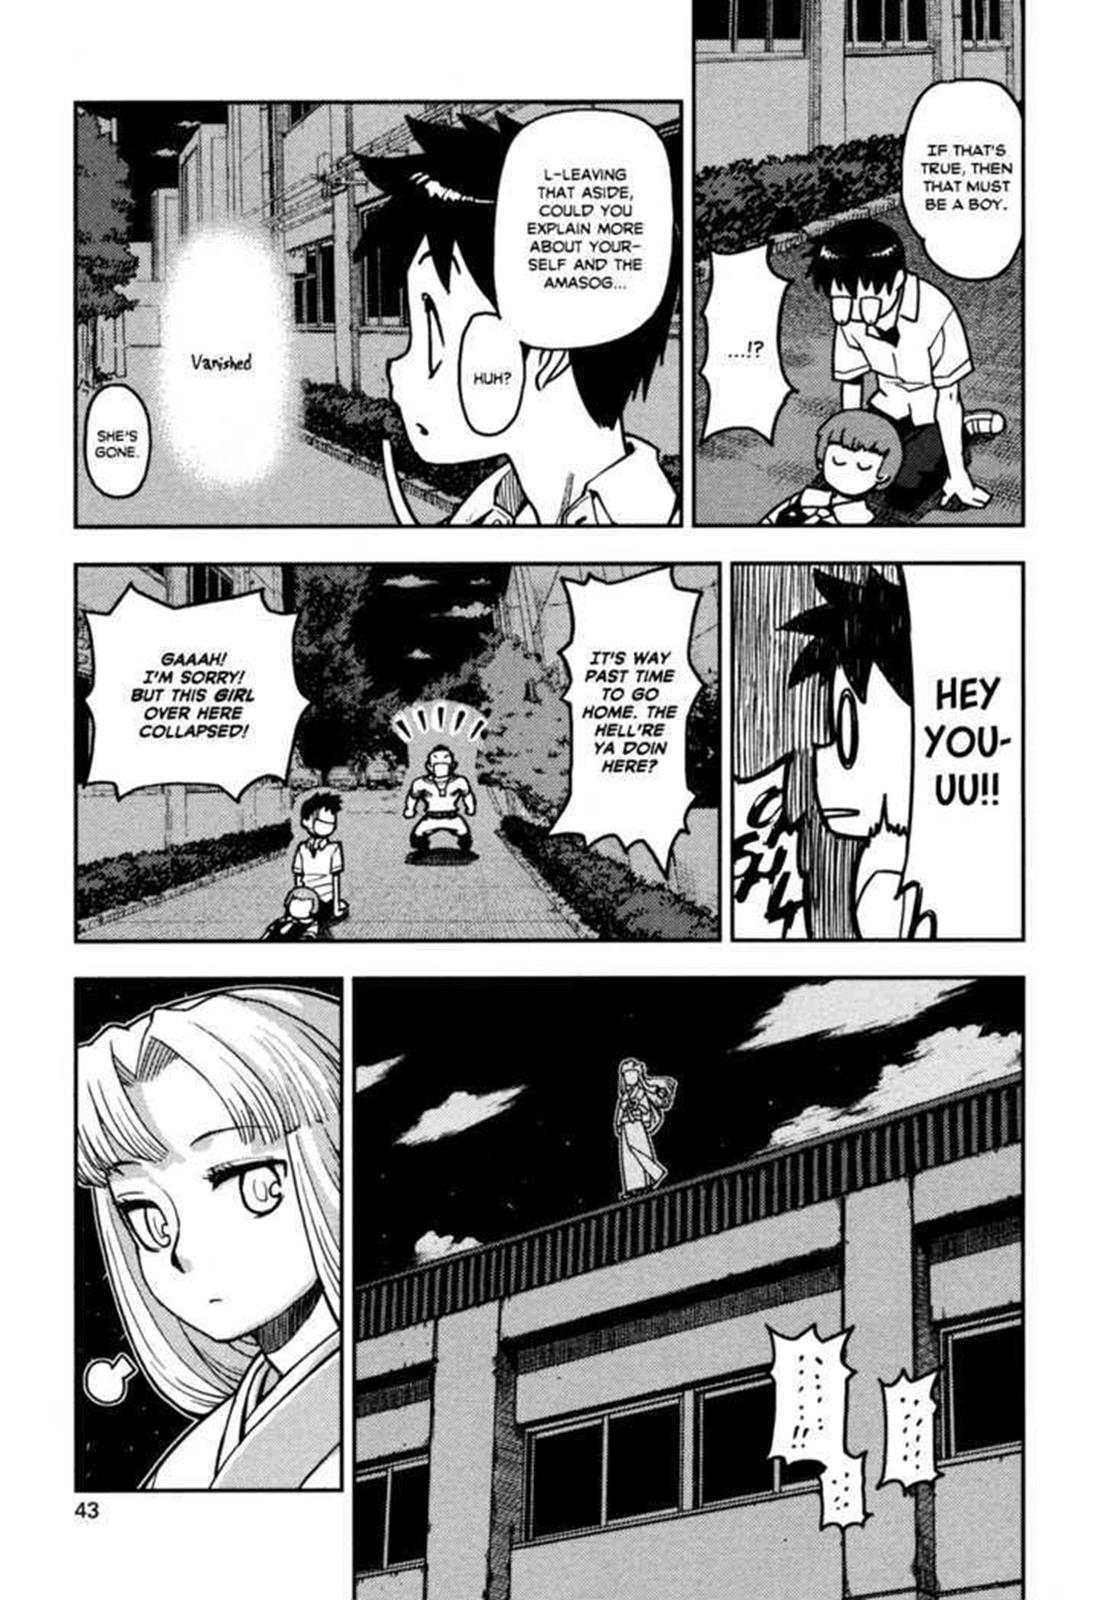 IF THAT'S
TRUE, THEN
THAT MUST
BE A BOY.
...!?
L-LEAVING
THAT ASIDE,
COULD YOU
EXPLAIN MORE
ABOUT YOUR-
SELF AND THE
AMASOG...
HUH?
Vanished
SHE'S
GONE.
HEY
YOU-
UU!!
IT'S WAY
PAST TIME
TO GO
HOME. THE
HELL'RE
YA DOIN
HERE?
GAAAH!
I'M SORRY!
BUT THIS GIRL
OVER HERE
COLLAPSED!
43